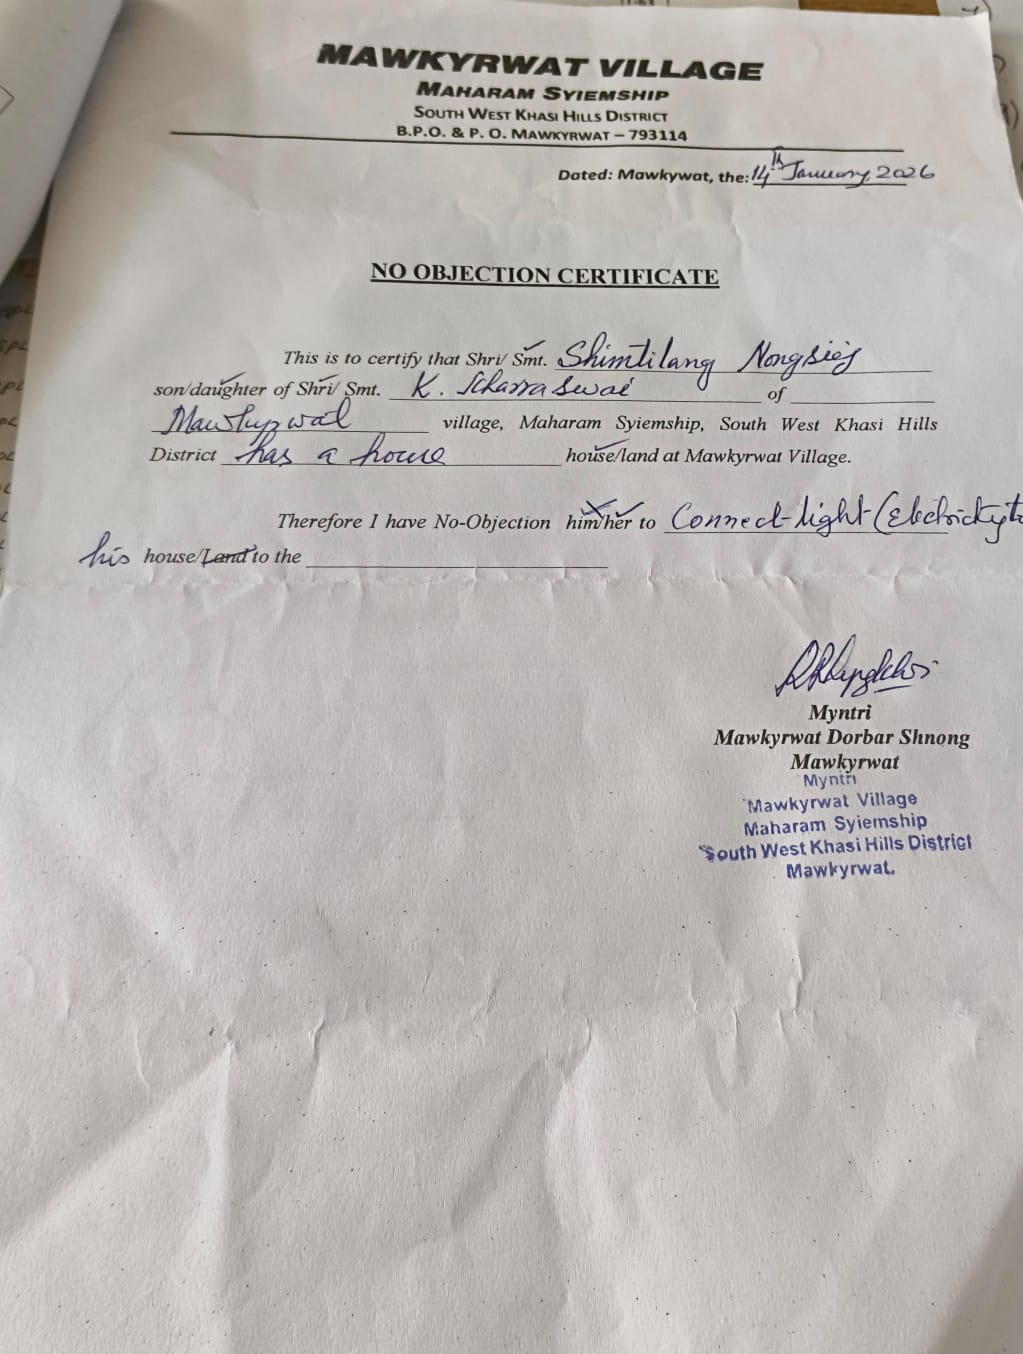 MAWKYRWAT VILLAGE
MAHARAM SYIEMSHIP
SOUTH WEST KHASI HILLS DISTRICT
B.P.O. & P. O. MAWKYRWAT – 793114
Dated: Mawkywat, the: 14th January, 2026
NO OBJECTION CERTIFICATE
This is to certify that Shri/ Smt. Shimtilang Nongsiej
son/daughter of Shri/ Smt. K. of
Mawkyrwat village, Maharam Syiemship, South West Khasi Hills
District has a house house/land at Mawkyrwat Village.
Therefore I have No-Objection him/her to Connect light (Electricity to
his house/Land to the
Myntri
Mawkyrwat Dorbar Shnong
Mawkyrwat
Myntri
Mawkyrwat Village
Maharam Syiemship
South West Khasi Hills District
Mawkyrwat.